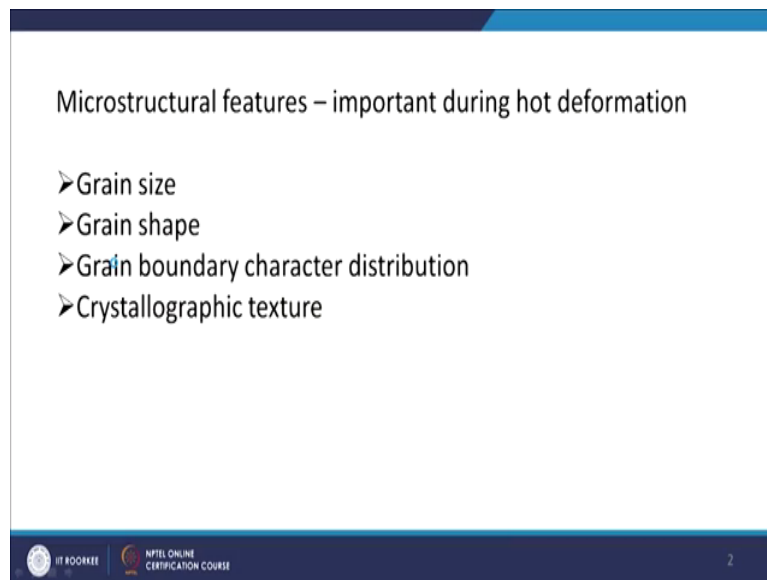 Microstructural features – important during hot deformation
➢Grain size
➢Grain shape
➢Grain boundary character distribution
➢Crystallographic texture
IIT ROORKEE
NPTEL ONLINE
CERTIFICATION COURSE
2